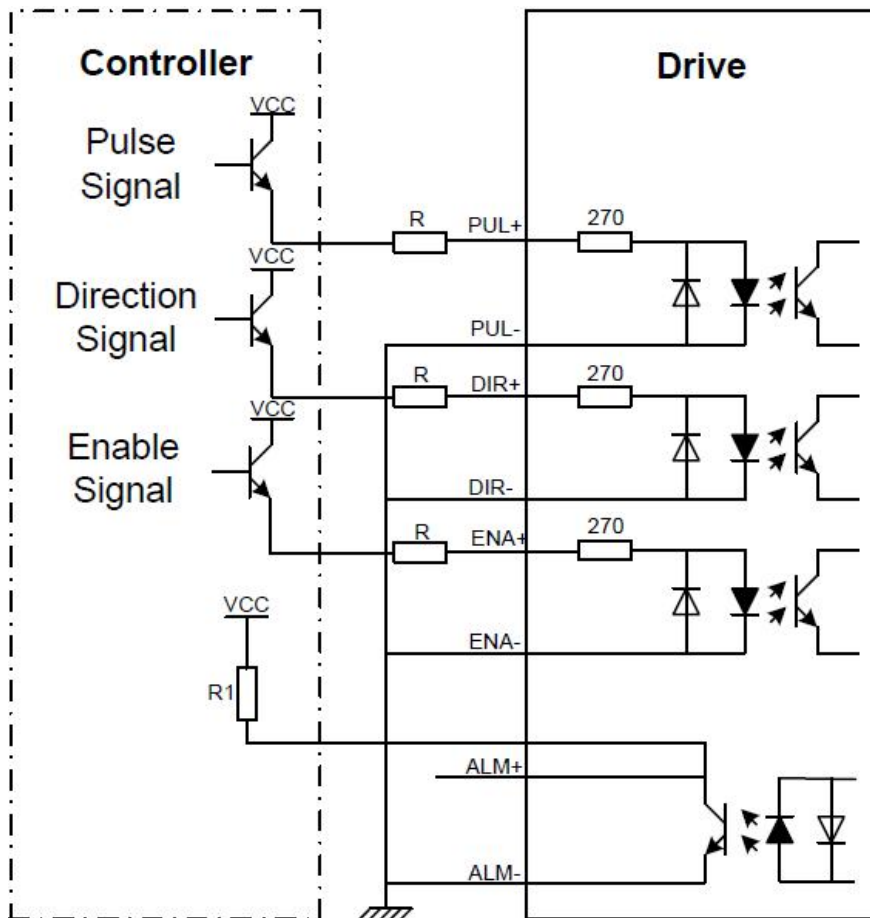 Controller
Drive
VCC
Pulse
Signal
R
PUL+
270
VCC
Direction
Signal
PUL-
R
DIR+
270
VCC
Enable
Signal
DIR-
R
ENA+
270
VCC
ENA-
R1
ALM+
ALM-